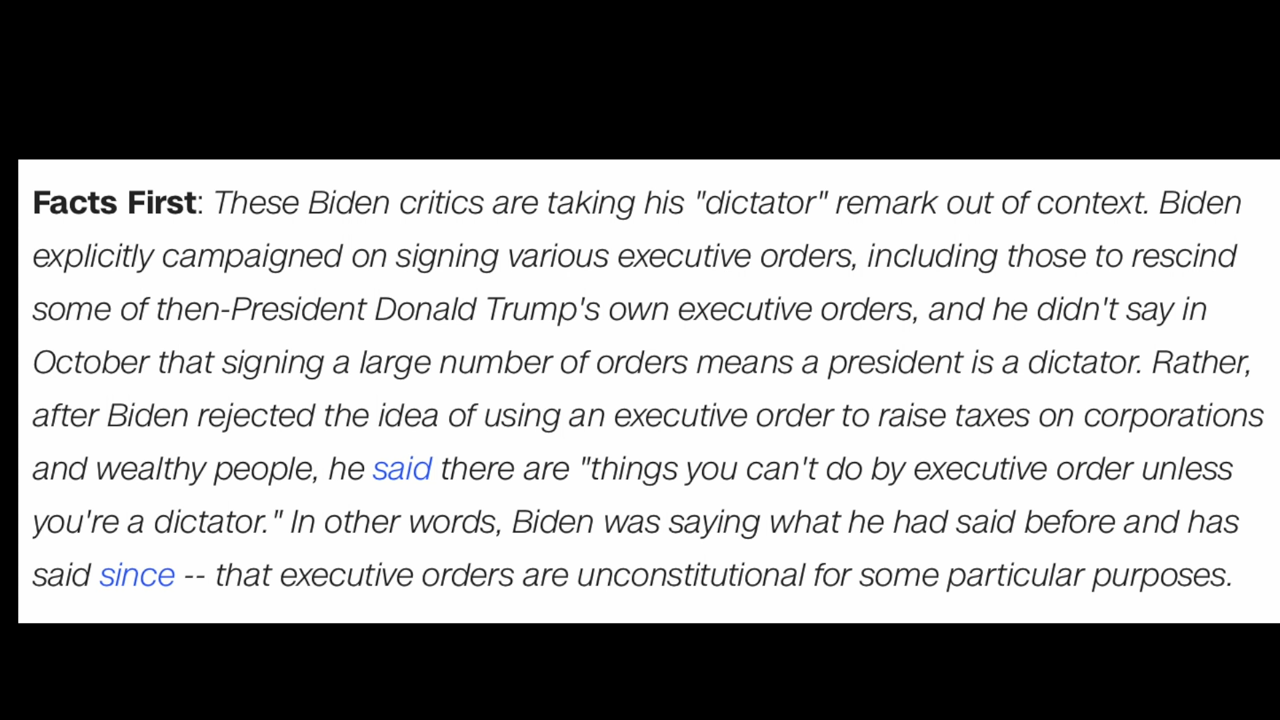 Facts First: These Biden critics are taking his "dictator" remark out of context. Biden
explicitly campaigned on signing various executive orders, including those to rescind
some of then-President Donald Trump's own executive orders, and he didn't say in
October that signing a large number of orders means a president is a dictator. Rather,
after Biden rejected the idea of using an executive order to raise taxes on corporations
and wealthy people, he said there are "things you can't do by executive order unless
you're a dictator." In other words, Biden was saying what he had said before and has
said since -- that executive orders are unconstitutional for some particular purposes.